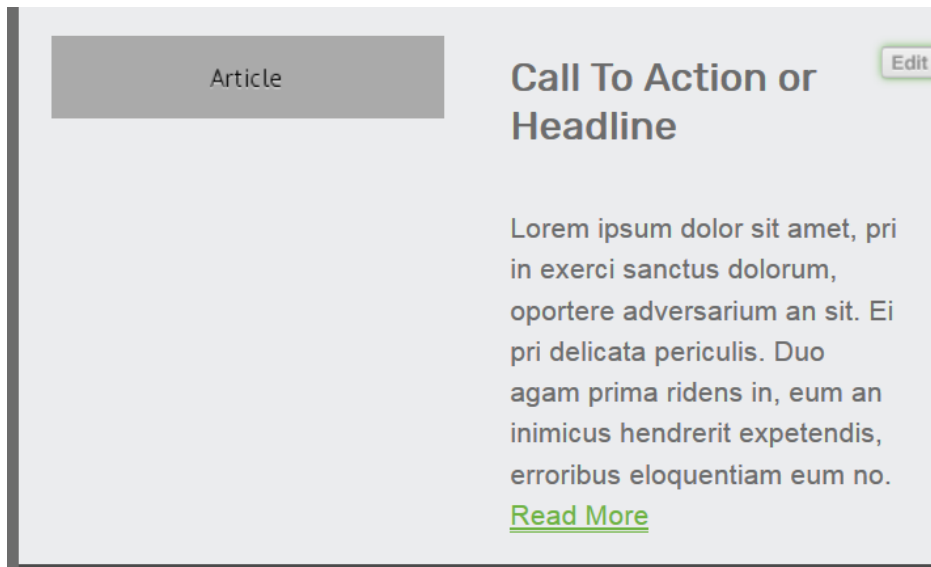 Article
Call To Action or
Headline
Edit
Lorem ipsum dolor sit amet, pri
in exerci sanctus dolorum,
oportere adversarium an sit. Ei
pri delicata periculis. Duo
agam prima ridens in, eum an
inimicus hendrerit expetendis,
erroribus eloquentiam eum no.
Read More